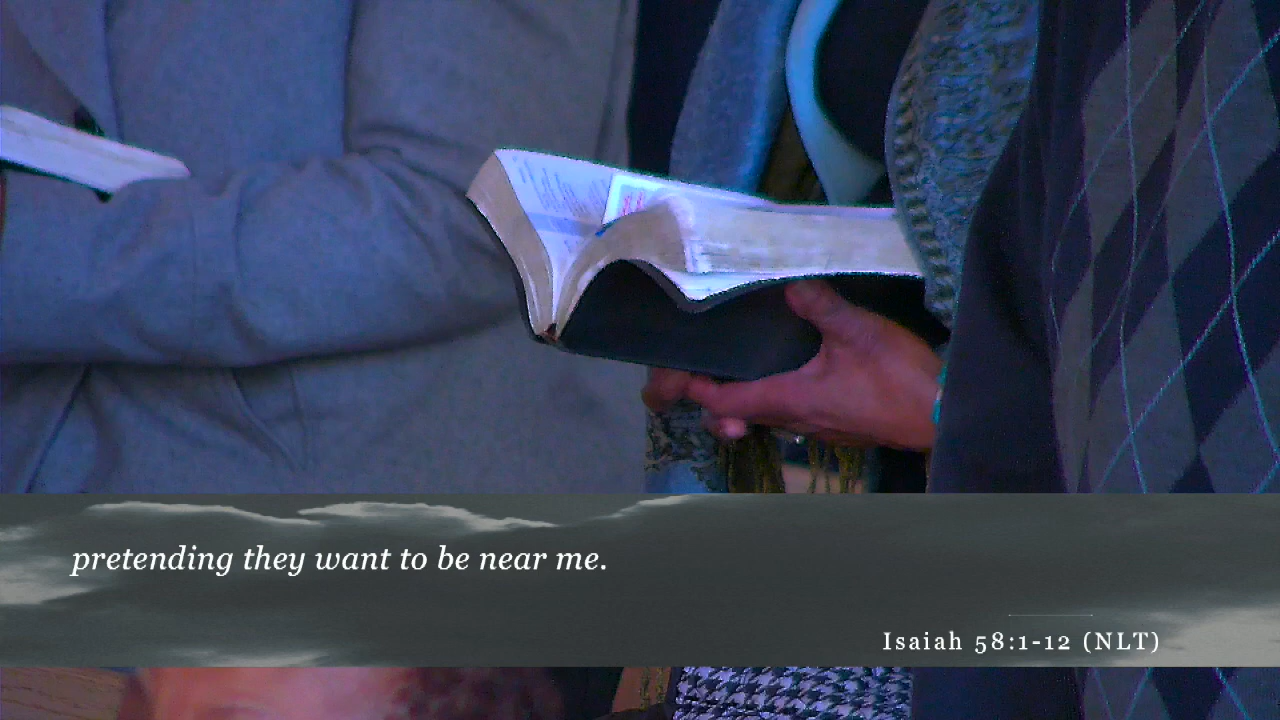 pretending they want to be near me.
Isaiah 58:1-12 (NLT)